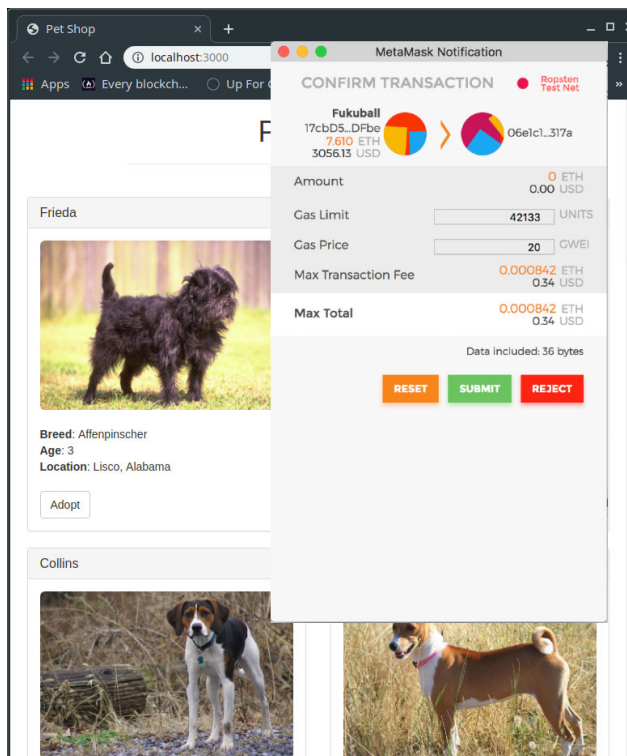 Pet Shop
localhost:3000
Apps
Every blockch...
Up For
P
MetaMask Notification
CONFIRM TRANSACTION
Ropsten
Test Net
Fukuball
17cbD5...DFbe
7.610 ETH
3056.13 USD
06e1c1...317a
Amount
0 ETH
0.00 USD
Gas Limit
42133 UNITS
Gas Price
20 GWEI
Max Transaction Fee
0.000842 ETH
0.34 USD
Max Total
0.000842 ETH
0.34 USD
Data included: 36 bytes
RESET
SUBMIT
REJECT
Frieda
Breed: Affenpinscher
Age: 3
Location: Lisco, Alabama
Adopt
Collins